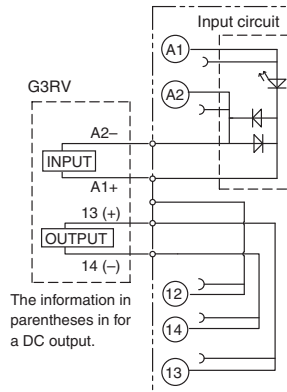 Input circuit
A1
G3RV
A2
A2–
INPUT
A1+
13 (+)
OUTPUT
14 (–)
12
14
13
The information in
parentheses in for
a DC output.